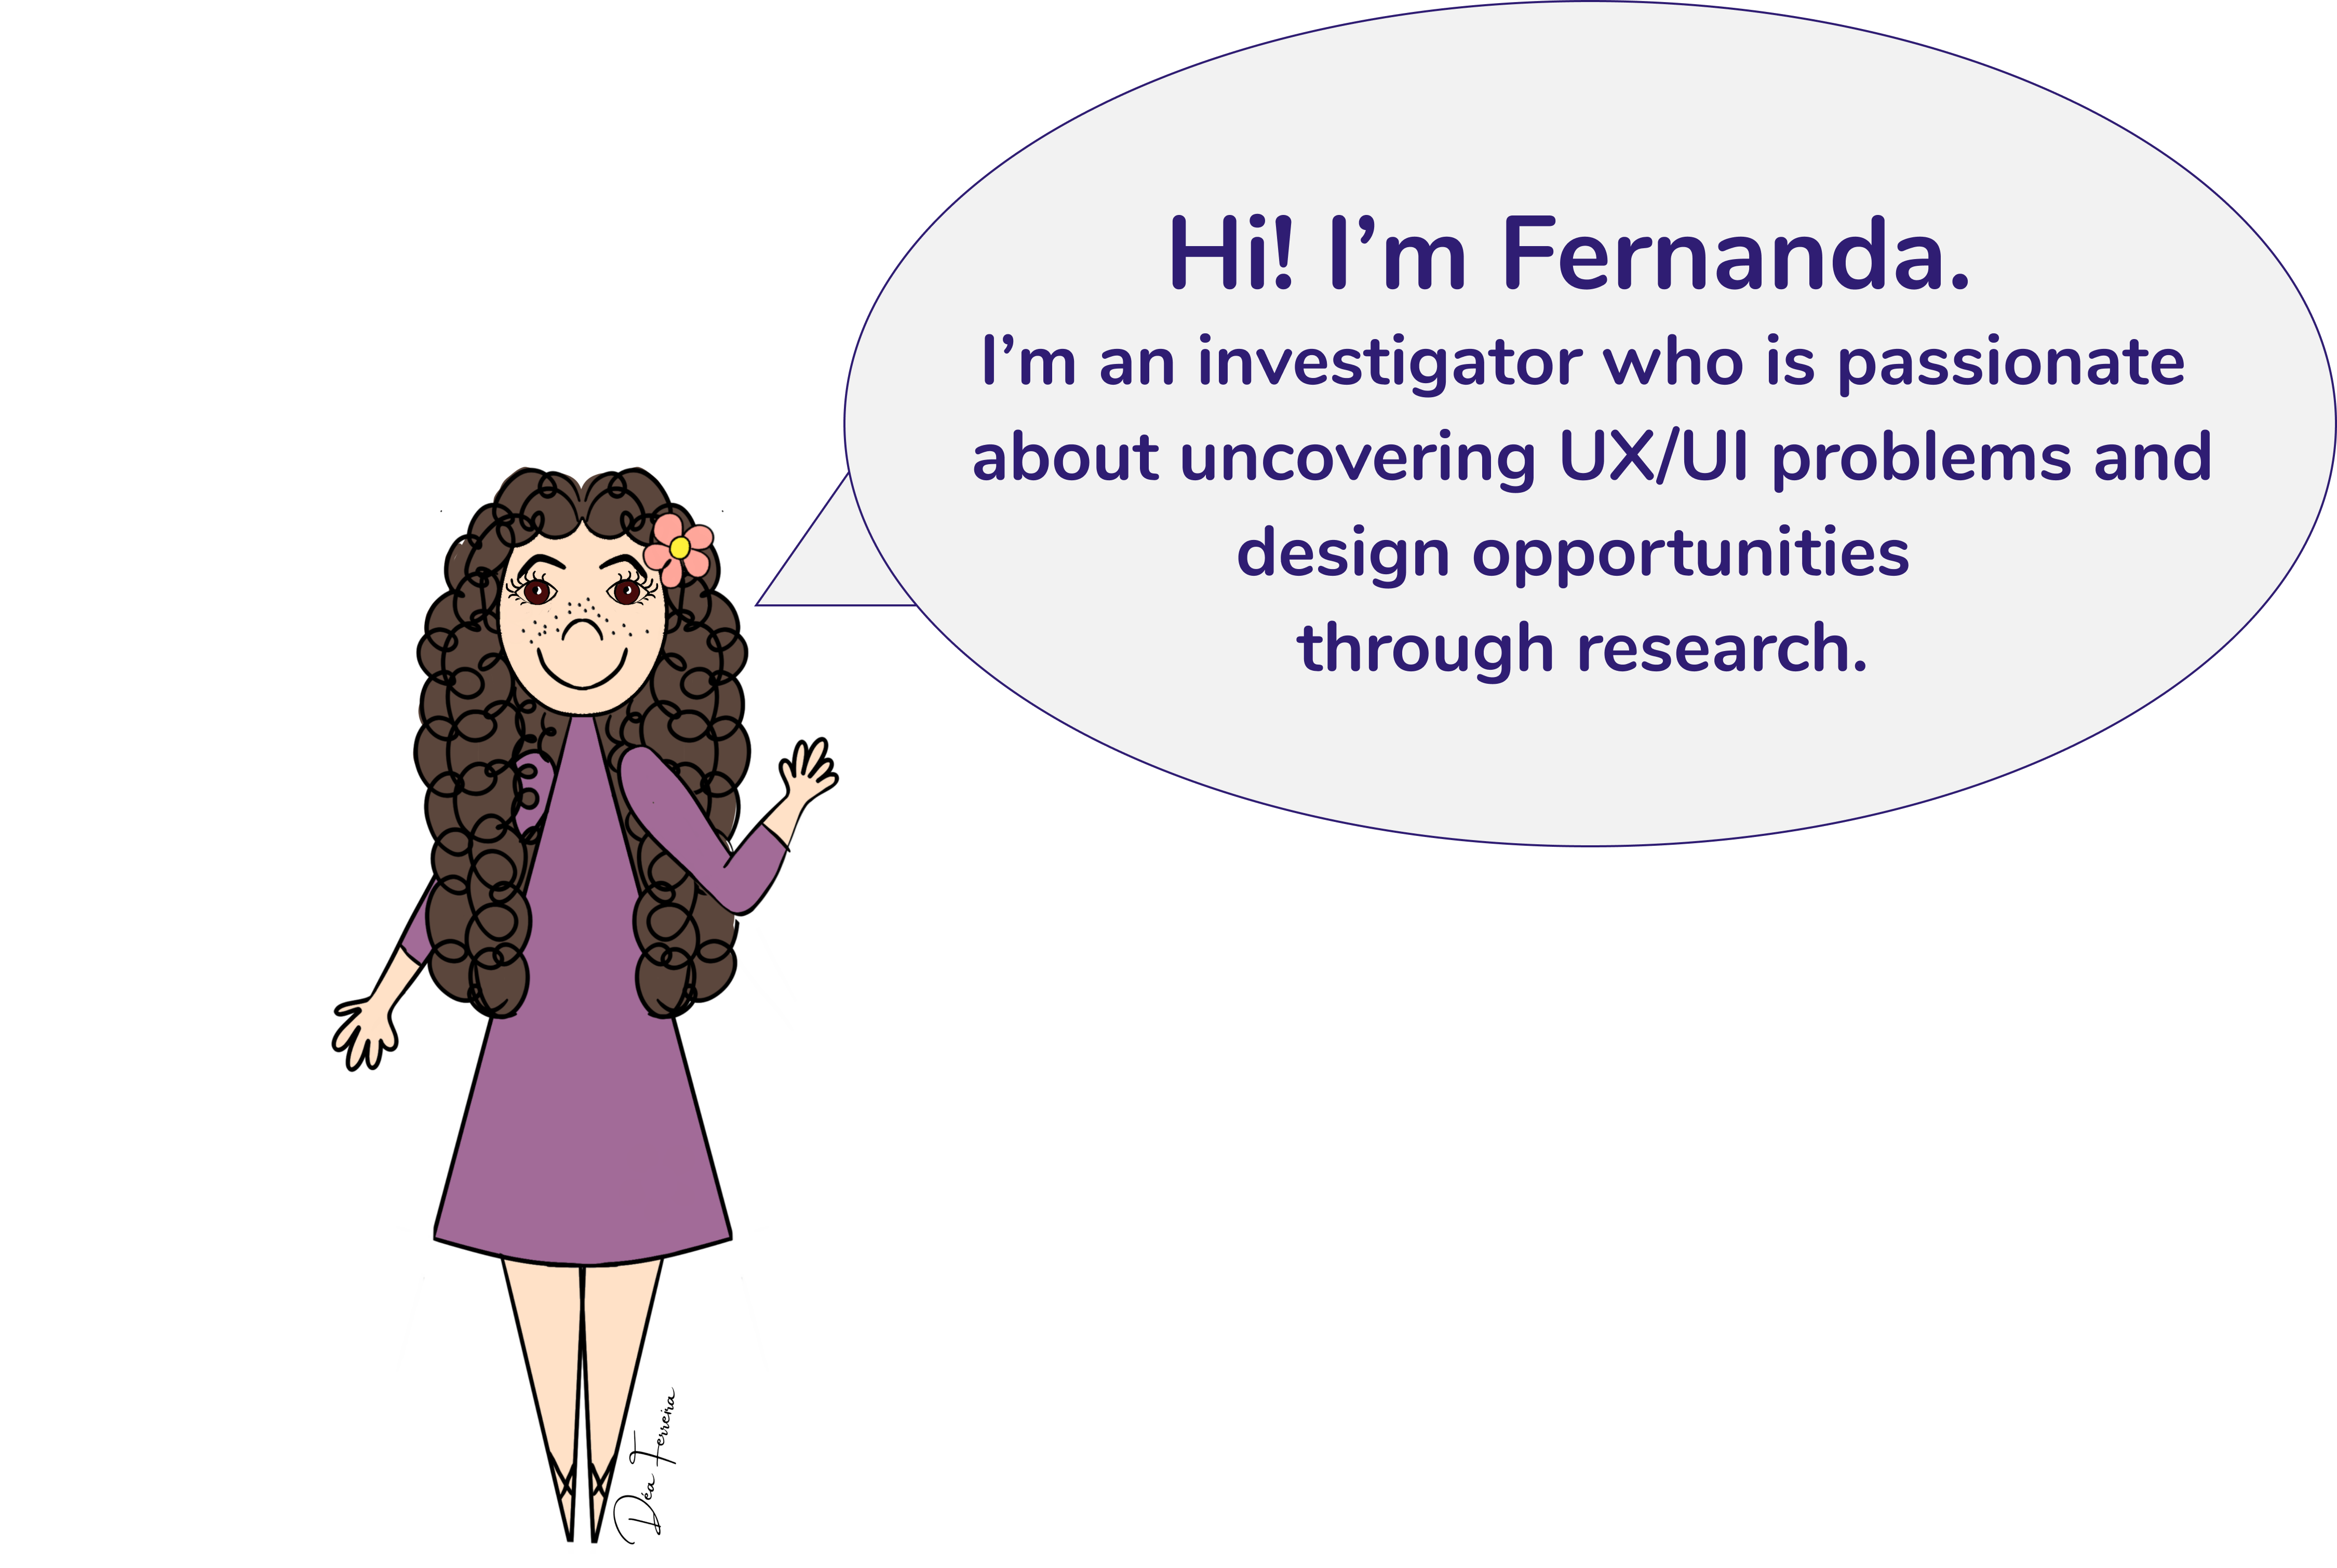 Hi! I’m Fernanda.
I’m an investigator who is passionate
about uncovering UX/UI problems and
design opportunities
through research.
Déa Ferreira